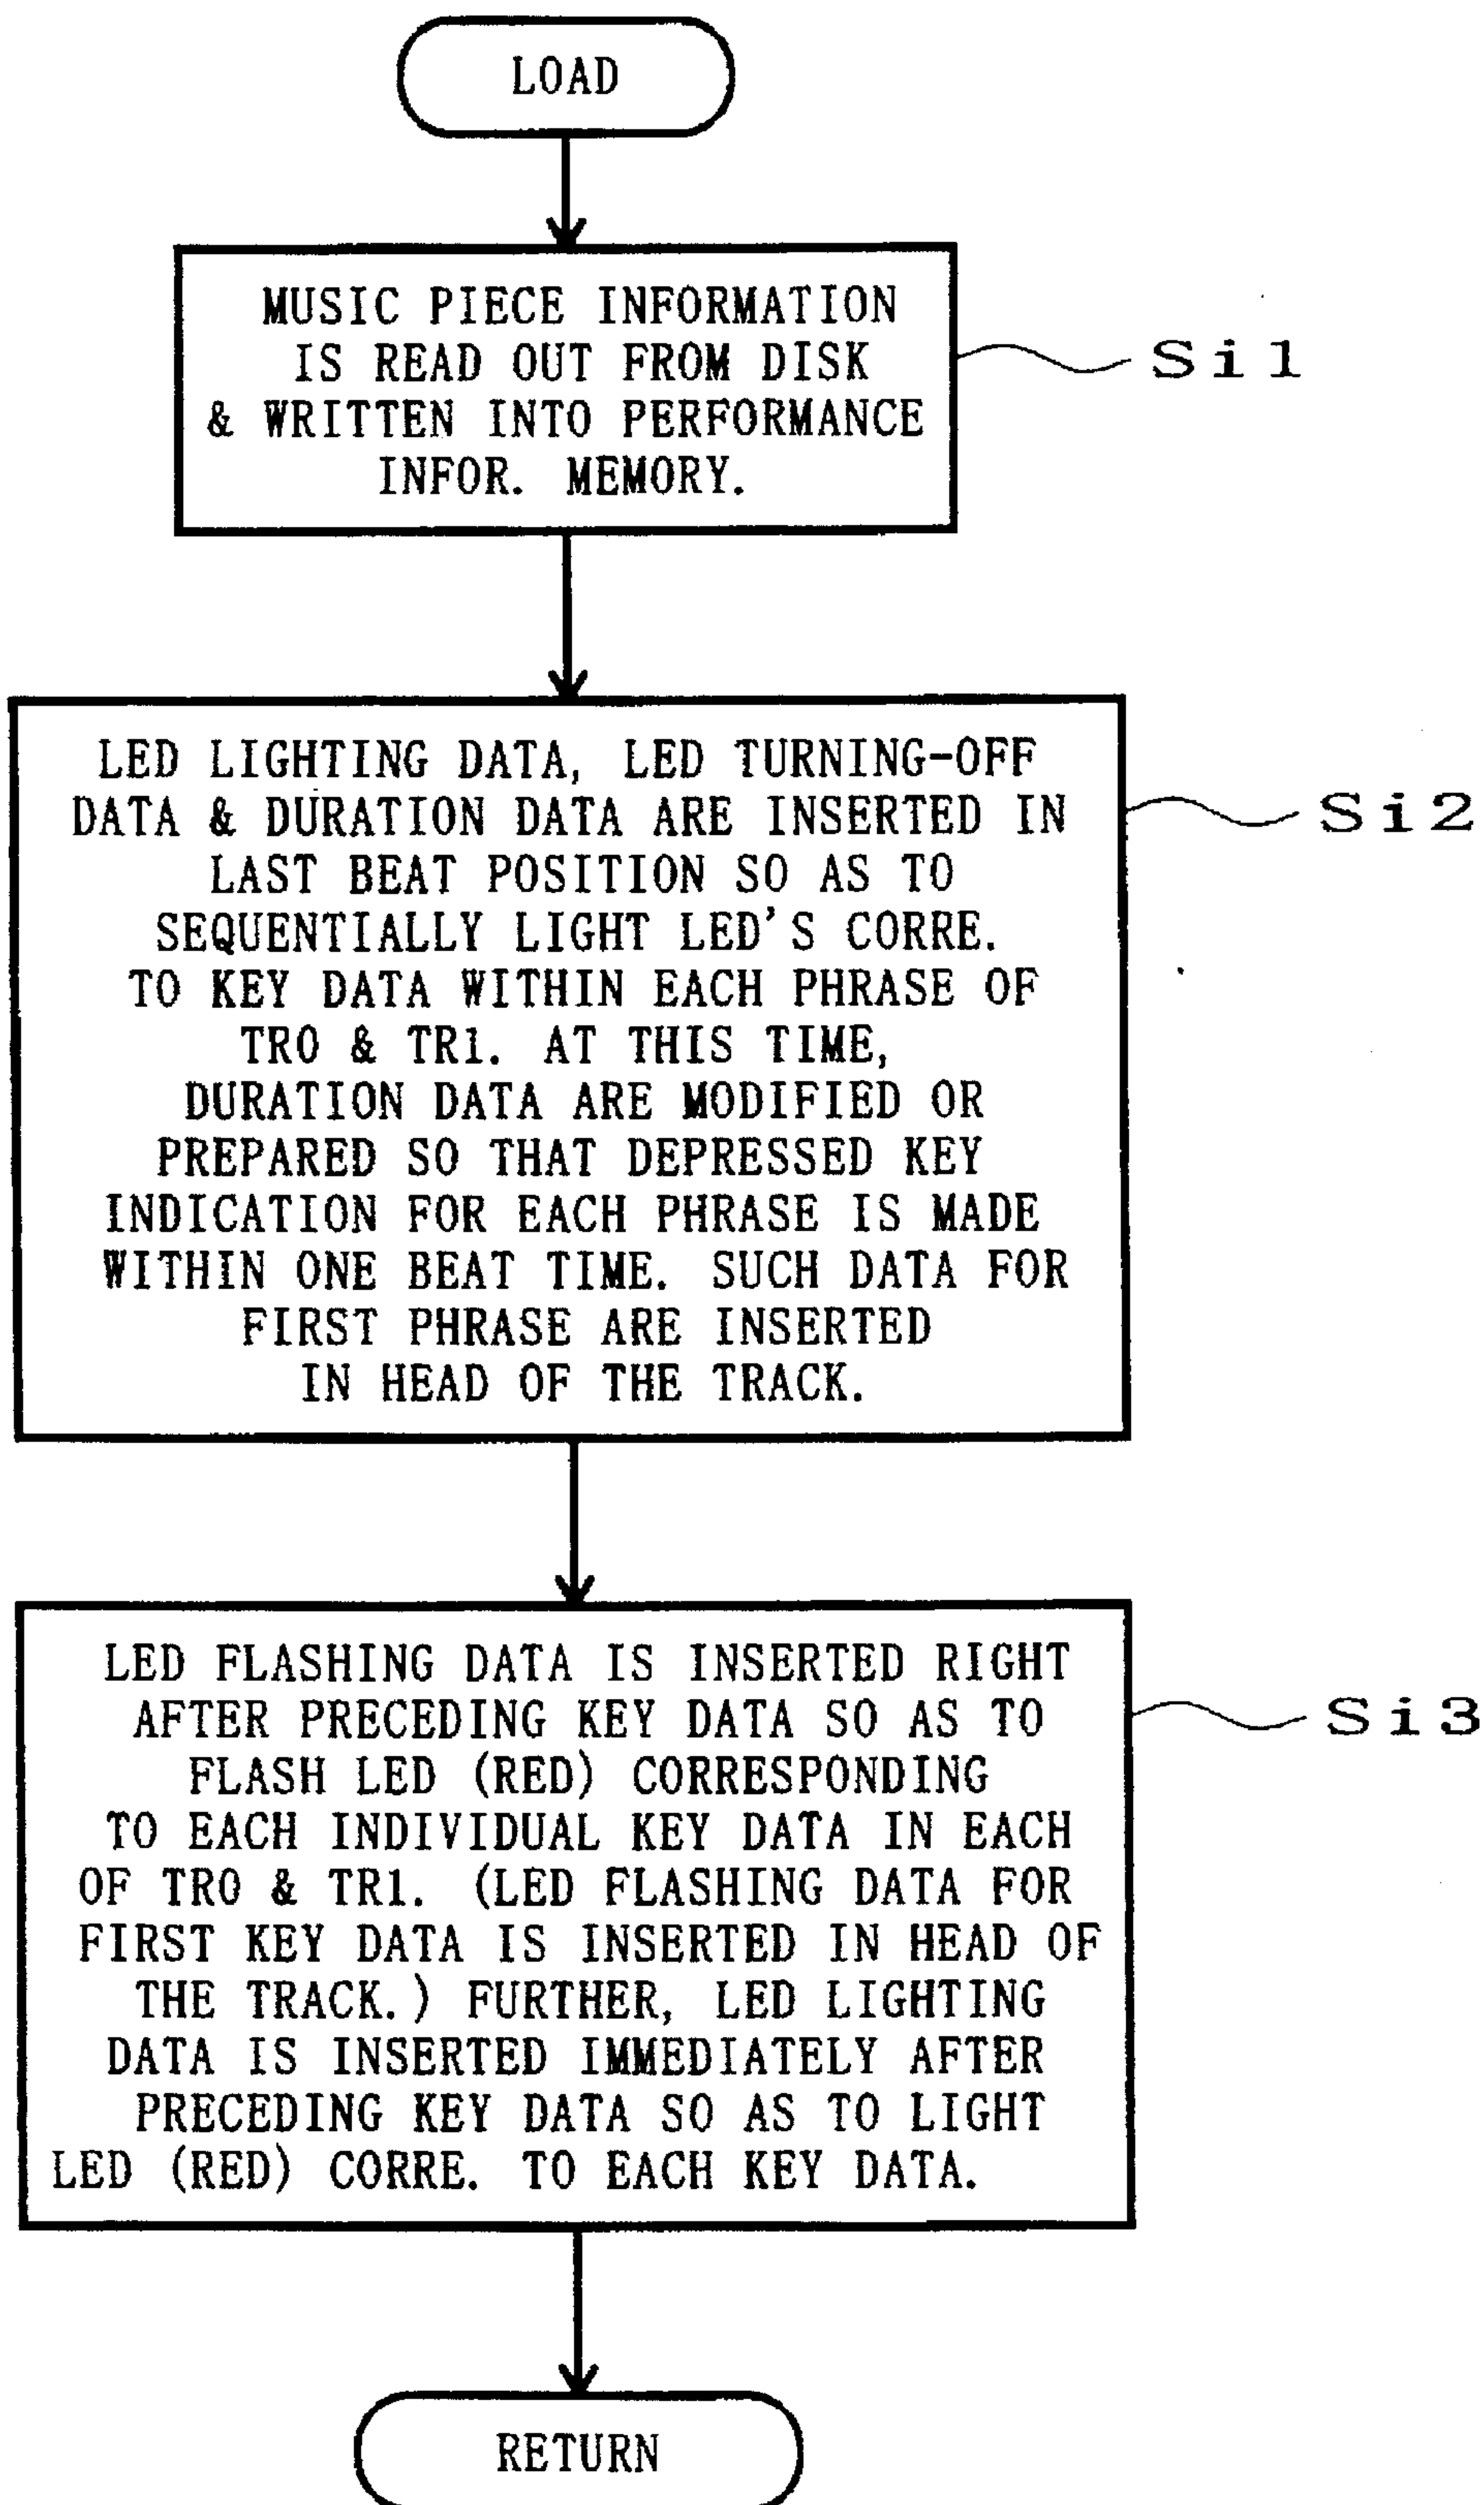 LOAD
MUSIC PIECE INFORMATION
IS READ OUT FROM DISK
& WRITTEN INTO PERFORMANCE
INFOR. MEMORY.
Si1
LED LIGHTING DATA, LED TURNING-OFF
DATA & DURATION DATA ARE INSERTED IN
LAST BEAT POSITION SO AS TO
SEQUENTIALLY LIGHT LED'S CORRE.
TO KEY DATA WITHIN EACH PHRASE OF
TR0 & TR1. AT THIS TIME,
DURATION DATA ARE MODIFIED OR
PREPARED SO THAT DEPRESSED KEY
INDICATION FOR EACH PHRASE IS MADE
WITHIN ONE BEAT TIME. SUCH DATA FOR
FIRST PHRASE ARE INSERTED
IN HEAD OF THE TRACK.
Si2
LED FLASHING DATA IS INSERTED RIGHT
AFTER PRECEDING KEY DATA SO AS TO
FLASH LED (RED) CORRESPONDING
TO EACH INDIVIDUAL KEY DATA IN EACH
OF TR0 & TR1. (LED FLASHING DATA FOR
FIRST KEY DATA IS INSERTED IN HEAD OF
THE TRACK.) FURTHER, LED LIGHTING
DATA IS INSERTED IMMEDIATELY AFTER
PRECEDING KEY DATA SO AS TO LIGHT
LED (RED) CORRE. TO EACH KEY DATA.
Si3
RETURN